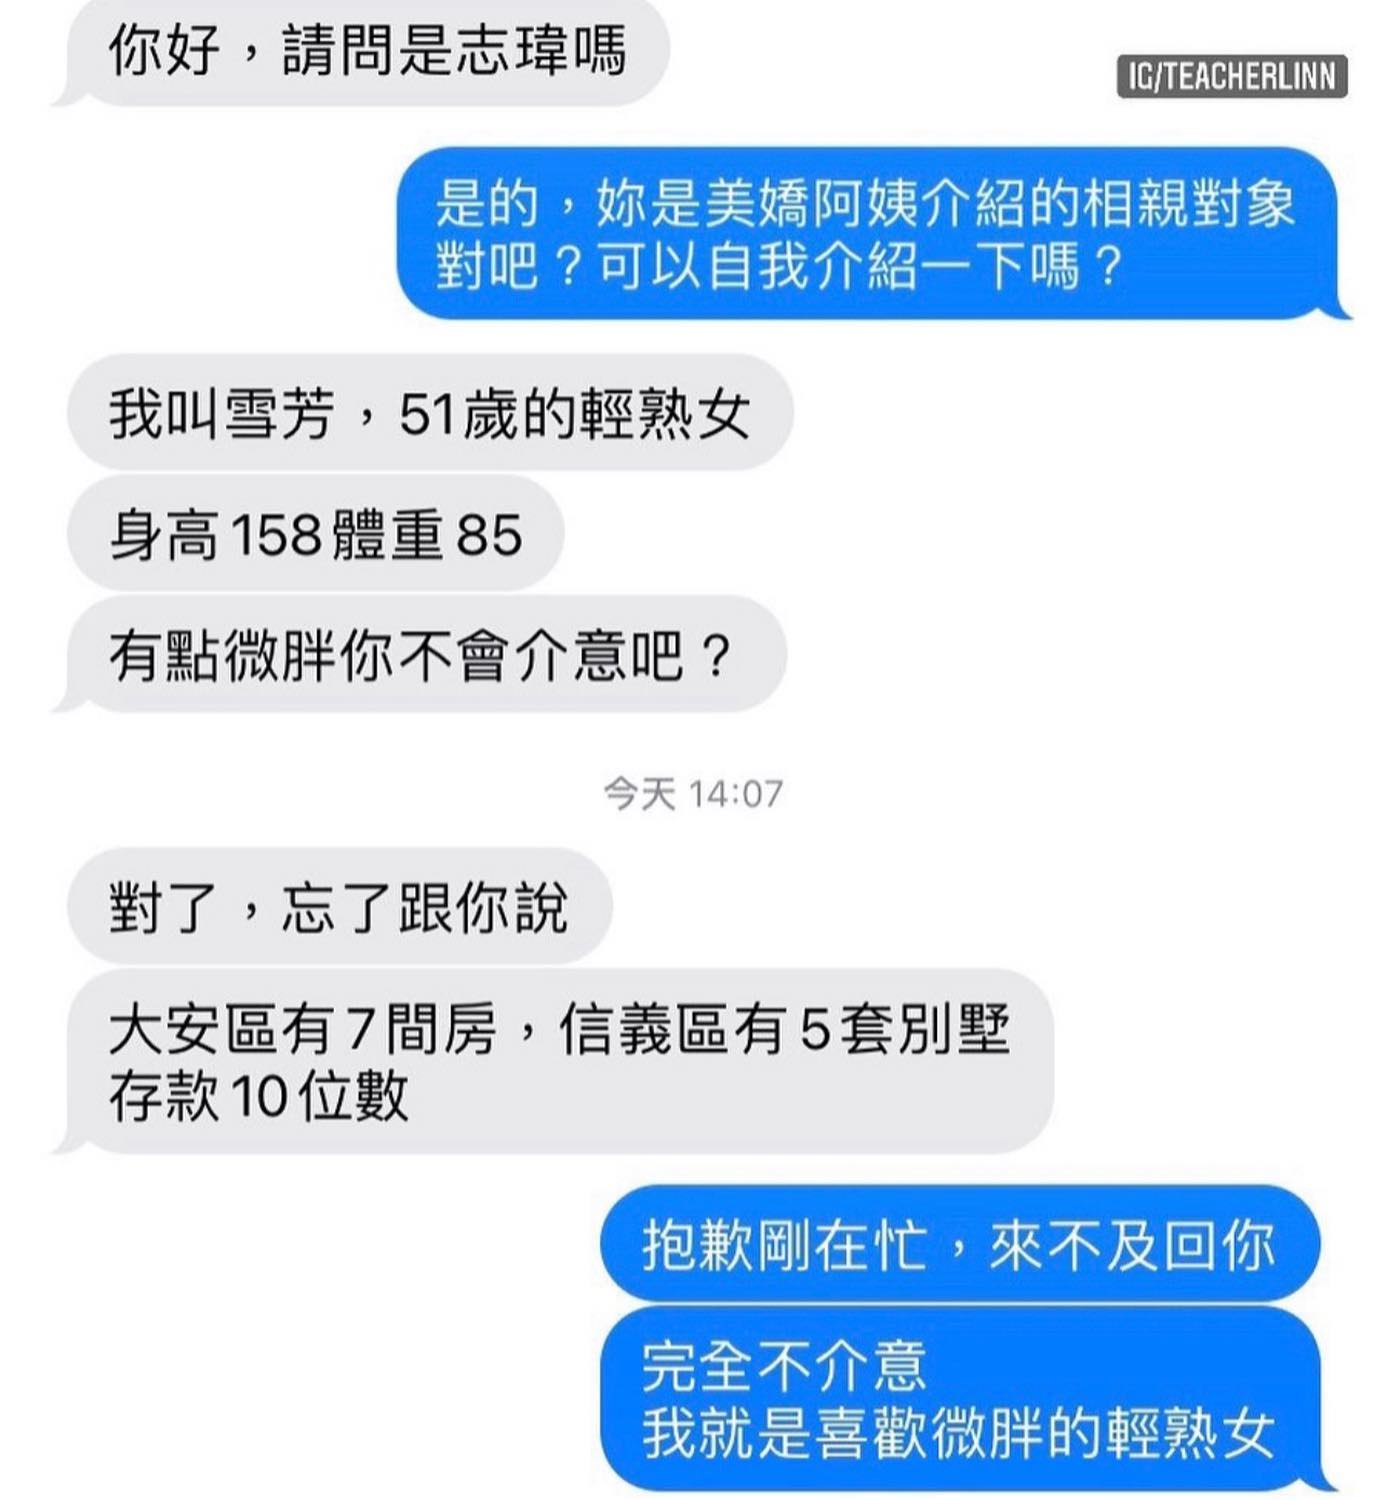 你好，請問是志瑋嗎
IG/TEACHERLINN
是的，妳是美嬌阿姨介紹的相親對象
對吧？可以自我介紹一下嗎？
我叫雪芳，51歲的輕熟女
身高158體重85
有點微胖你不會介意吧？
今天 14:07
對了，忘了跟你說
大安區有7間房，信義區有5套別墅
存款10位數
抱歉剛在忙，來不及回你
完全不介意
我就是喜歡微胖的輕熟女